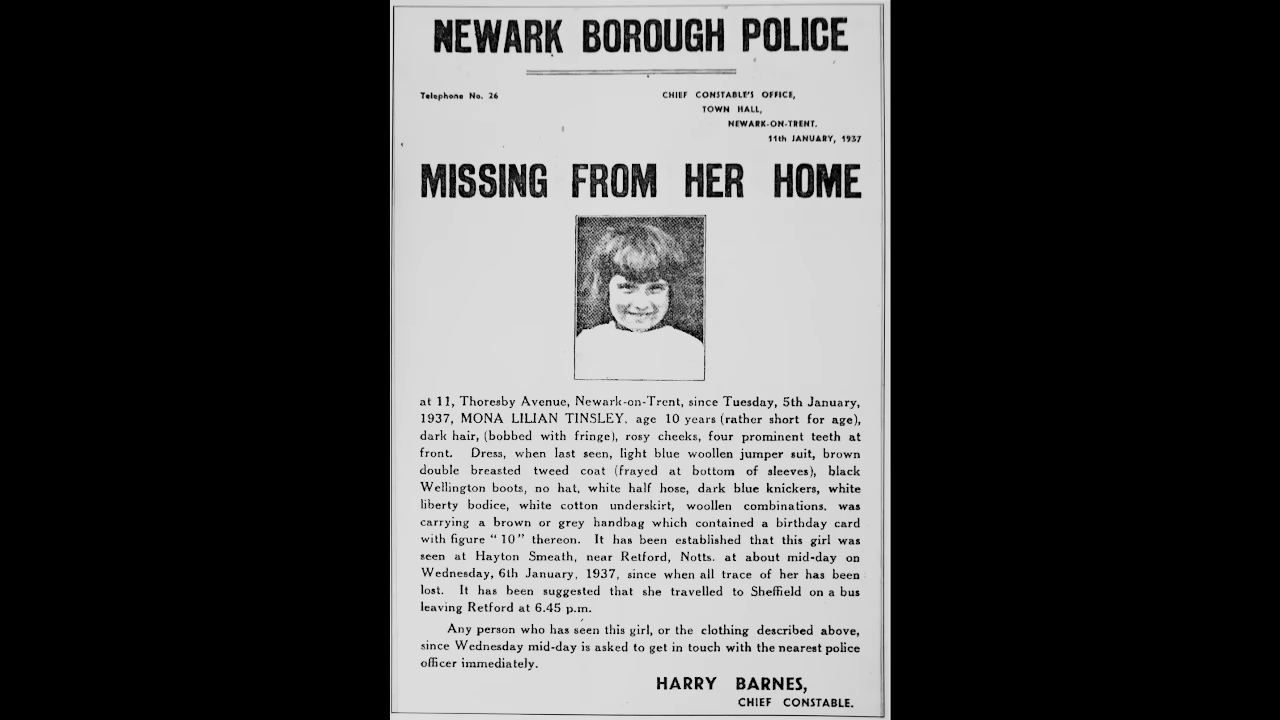 NEWARK BOROUGH POLICE
Telephone No. 26
CHIEF CONSTABLE'S OFFICE,
TOWN HALL,
NEWARK-ON-TRENT.
11th JANUARY, 1937
MISSING FROM HER HOME
at 11, Thoresby Avenue, Newark-on-Trent, since Tuesday, 5th January,
1937, MONA LILIAN TINSLEY, age 10 years (rather short for age),
dark hair, (bobbed with fringe), rosy cheeks, four prominent teeth at
front. Dress, when last seen, light blue woollen jumper suit, brown
double breasted tweed coat (frayed at bottom of sleeves), black
Wellington boots, no hat, white half hose, dark blue knickers, white
liberty bodice, white cotton underskirt, woollen combinations, was
carrying a brown or grey handbag which contained a birthday card
with figure "10" thereon. It has been established that this girl was
seen at Hayton Smeath, near Retford, Notts. at about mid-day on
Wednesday, 6th January, 1937, since when all trace of her has been
lost. It has been suggested that she travelled to Sheffield on a bus
leaving Retford at 6.45 p.m.
Any person who has seen this girl, or the clothing described above,
since Wednesday mid-day is asked to get in touch with the nearest police
officer immediately.
HARRY BARNES,
CHIEF CONSTABLE.